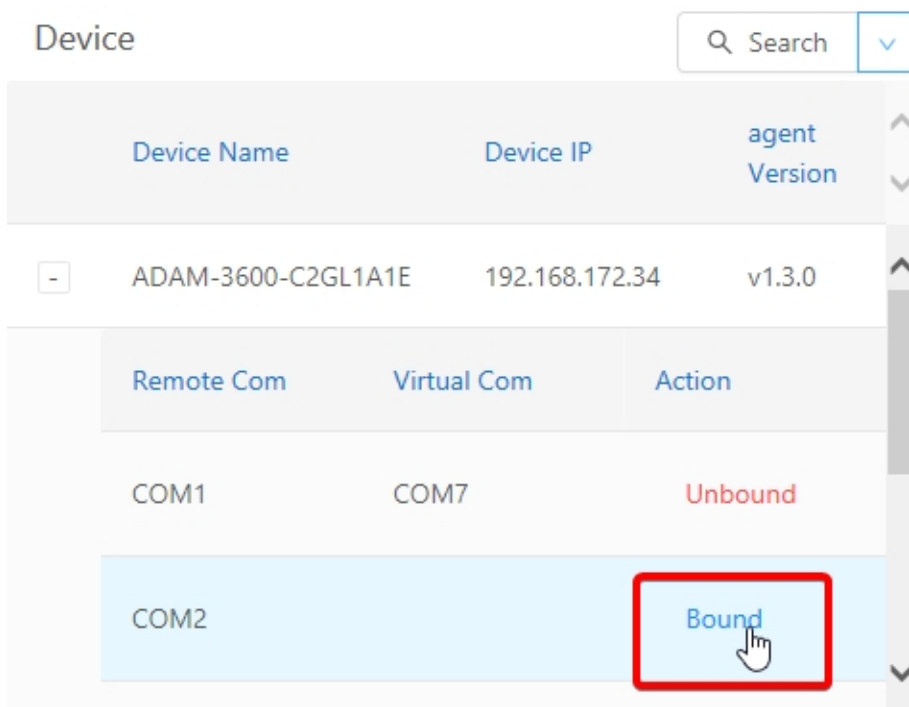 Device
Search
Device Name Device IP agent Version
- ADAM-3600-C2GL1A1E 192.168.172.34 v1.3.0
Remote Com Virtual Com Action
COM1 COM7 Unbound
COM2 Bound